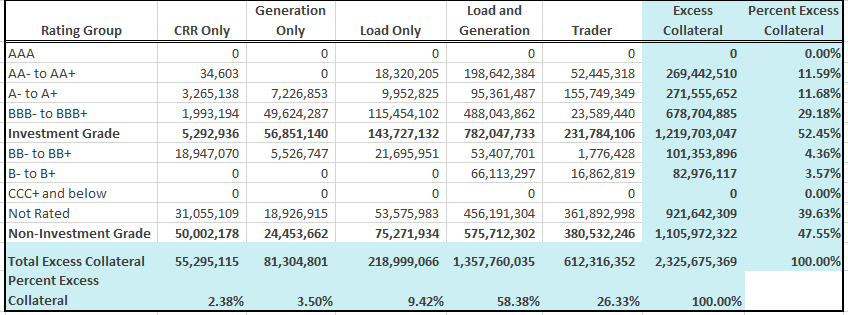 Rating Group CRR Only Generation Only Load Only Load and Generation Trader Excess Collateral Percent Excess Collateral
AAA 0 0 0 0 0 0 0.00%
AA- to AA+ 34,603 0 18,320,205 198,642,384 52,445,318 269,442,510 11.59%
A- to A+ 3,265,138 7,226,853 9,952,825 95,361,487 155,749,349 271,555,652 11.68%
BBB- to BBB+ 1,993,194 49,624,287 115,454,102 488,043,862 23,589,440 678,704,885 29.18%
Investment Grade 5,292,936 56,851,140 143,727,132 782,047,733 231,784,106 1,219,703,047 52.45%
BB- to BB+ 18,947,070 5,526,747 21,695,951 53,407,701 1,776,428 101,353,896 4.36%
B- to B+ 0 0 0 66,113,297 16,862,819 82,976,117 3.57%
CCC+ and below 0 0 0 0 0 0 0.00%
Not Rated 31,055,109 18,926,915 53,575,983 456,191,304 361,892,998 921,642,309 39.63%
Non-Investment Grade 50,002,178 24,453,662 75,271,934 575,712,302 380,532,246 1,105,972,322 47.55%
Total Excess Collateral 55,295,115 81,304,801 218,999,066 1,357,760,035 612,316,352 2,325,675,369 100.00%
Percent Excess
Collateral 2.38% 3.50% 9.42% 58.38% 26.33% 100.00%